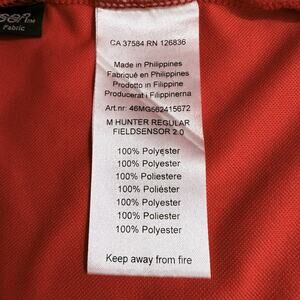 Fabric
CA 37584 RN 126836
Made in Philippines
Fabriqué en Philippines
Prodotto in Filippine
Producerat i Filippinerna
Art.nr: 46MG562415672
M HUNTER REGULAR
FIELDSENSOR 2.0
100% Polyester
100% Polyester
100% Poliestere
100% Poliéster
100% Polyester
100% Polyester
100% Polyester
Keep away from fire